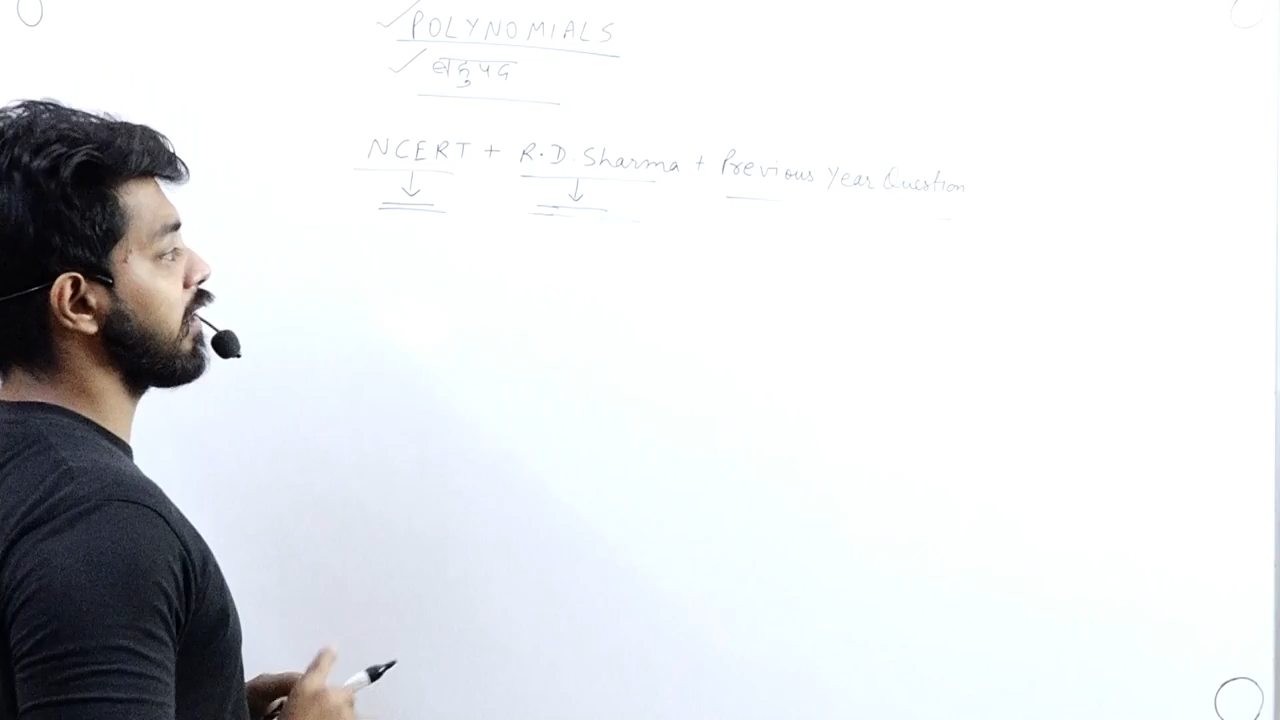 POLYNOMIALS
बहुपद
NCERT + R.D. Sharma + Previous Year Question